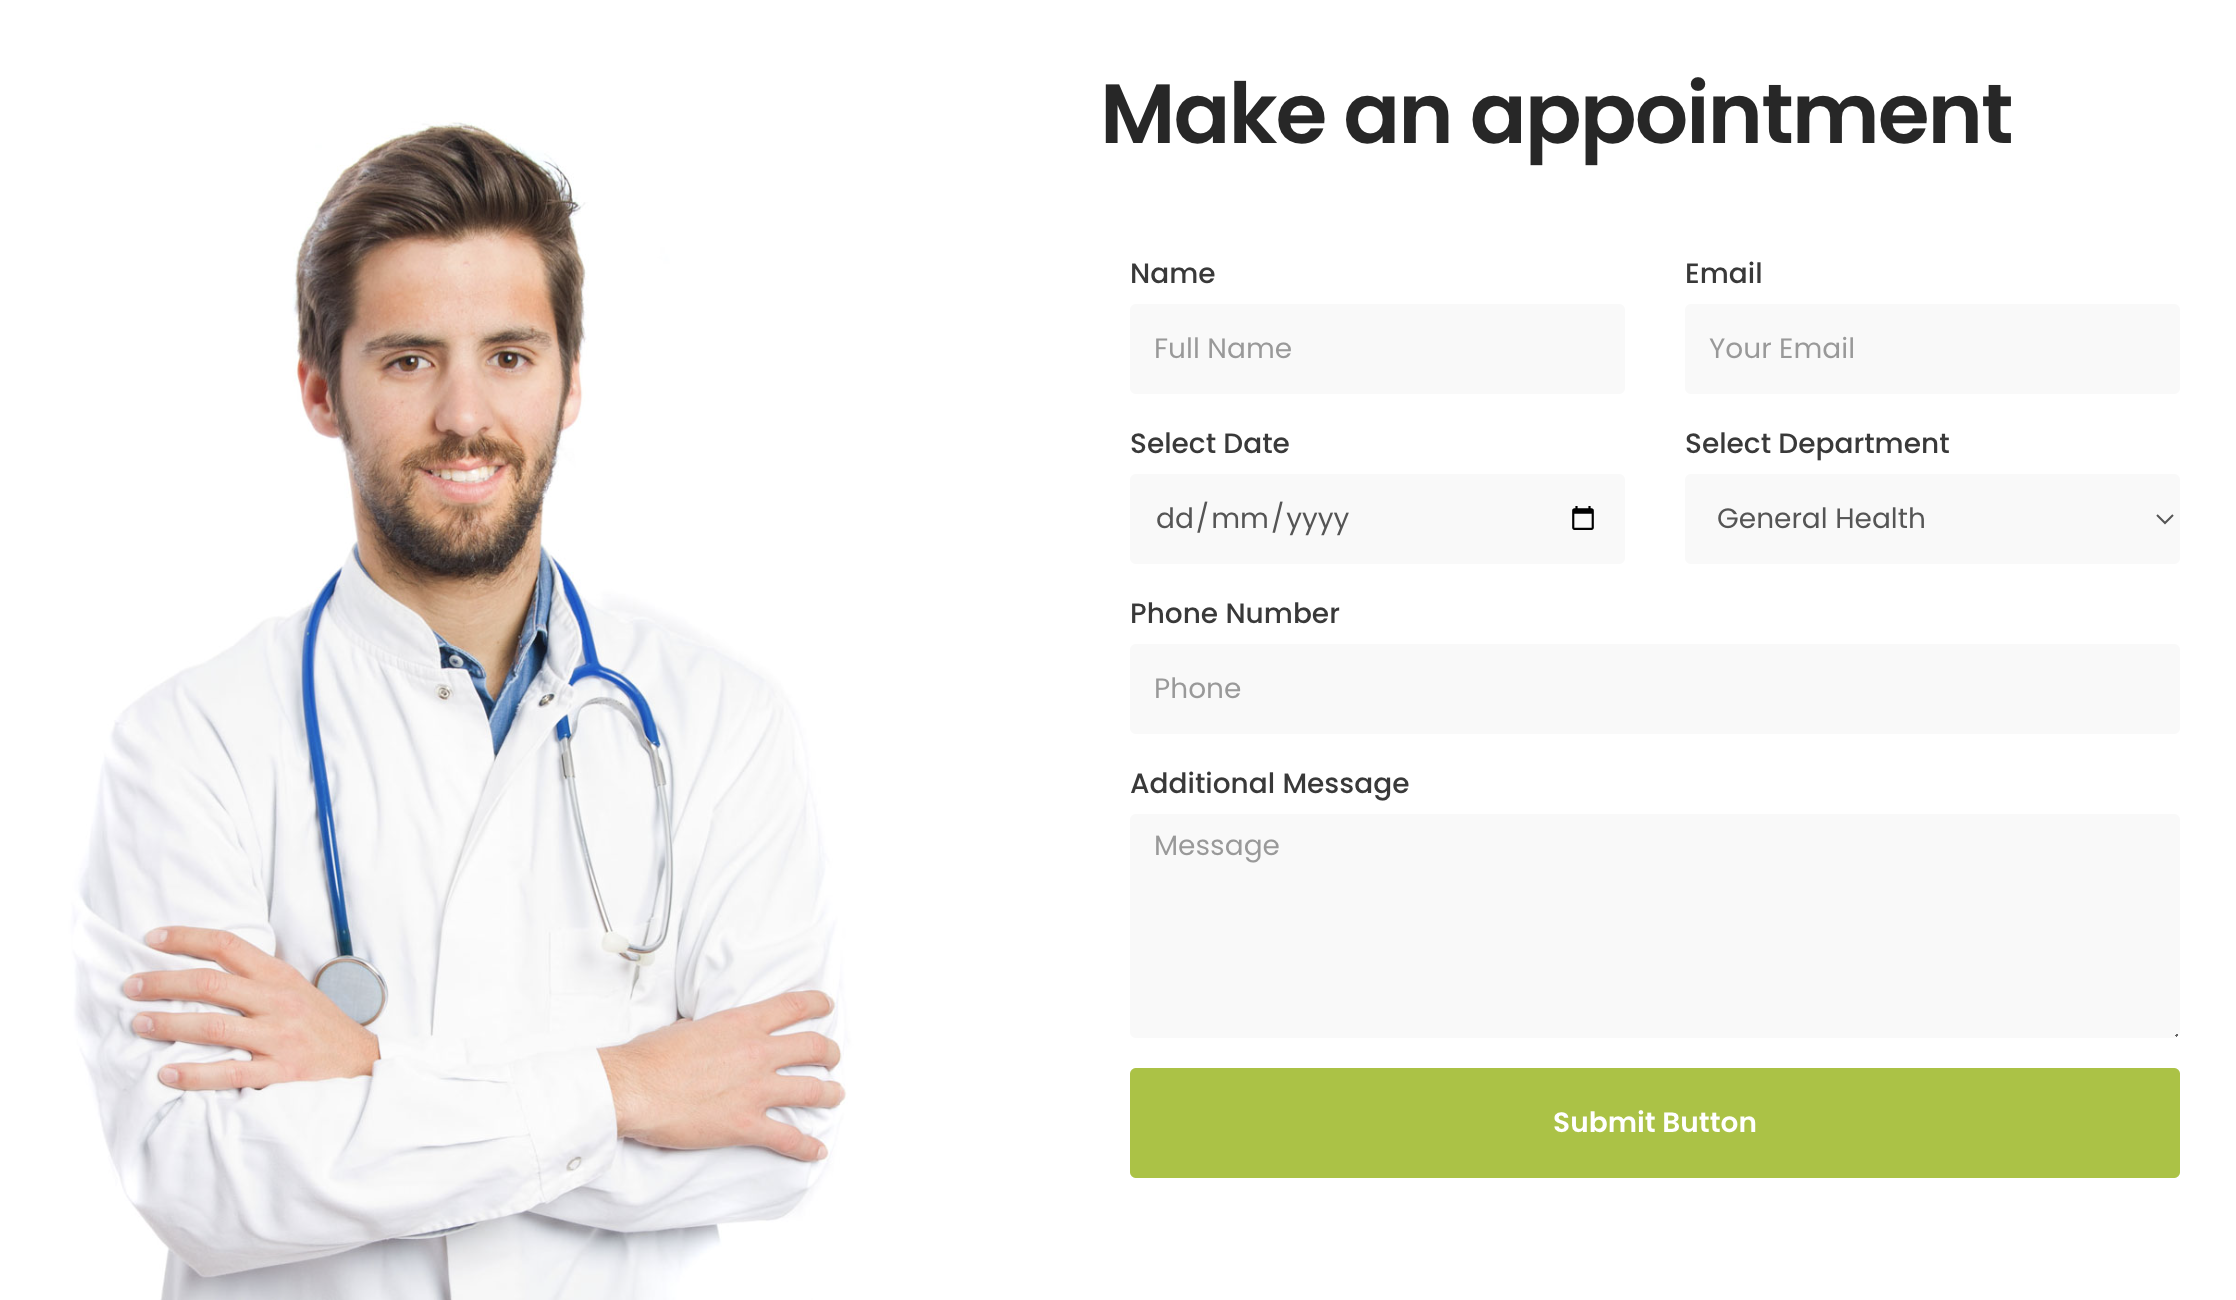 Make an appointment
Name
Email
Full Name
Your Email
Select Date
Select Department
dd/mm/yyyy
General Health
Phone Number
Phone
Additional Message
Message
Submit Button